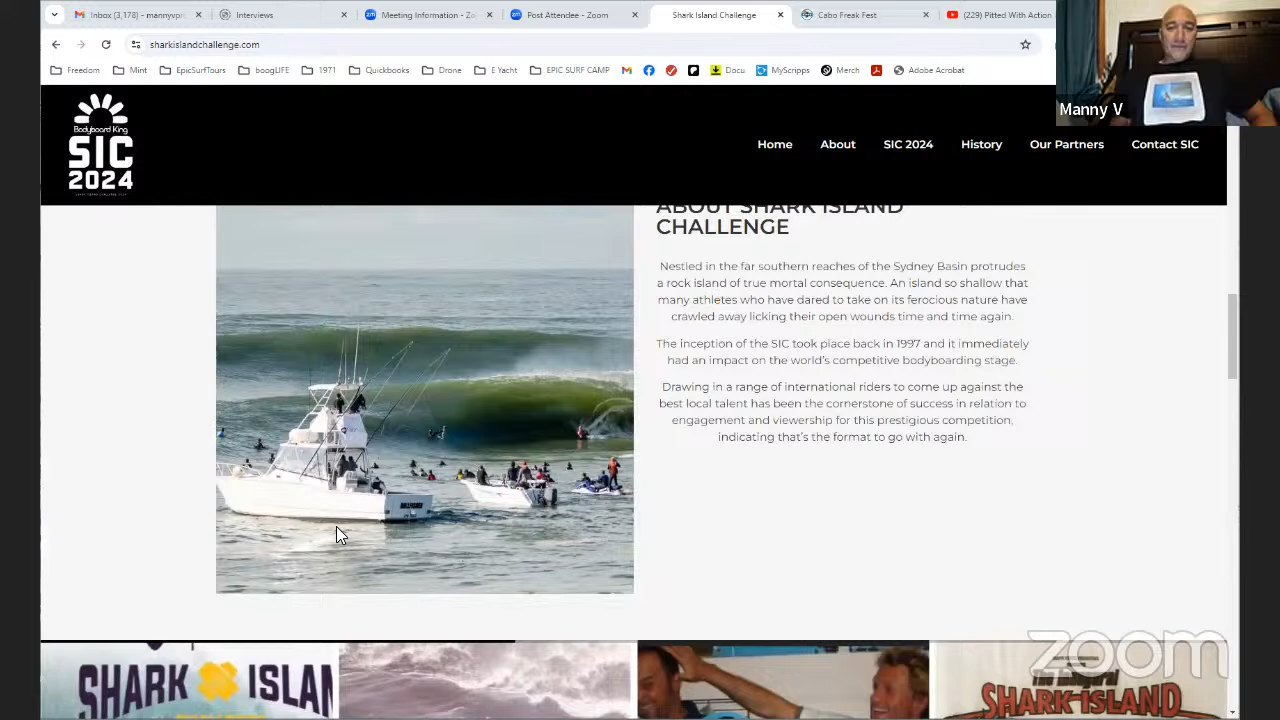 Inbox (3,178) - mannyvp
Interviews
Meeting Information - Zo
Post Attendee - Zoom
Shark Island Challenge
Cabo Freak Fest
(229) Pitted With Action
sharkislandchallenge.com
Freedom
Mint
EpicSurfTours
boogLIFE
1971
Quickbooks
Drone
E Yacht
EPIC SURF CAMP
Docu
MyScripps
Merch
Adobe Acrobat
Manny V
Bodyboard King
SIC
2024
Home
About
SIC 2024
History
Our Partners
Contact SIC
ABOUT SHARK ISLAND
CHALLENGE
Nestled in the far southern reaches of the Sydney Basin protrudes
a rock island of true mortal consequence. An island so shallow that
many athletes who have dared to take on its ferocious nature have
crawled away licking their open wounds time and time again.
The inception of the SIC took place back in 1997 and it immediately
had an impact on the world's competitive bodyboarding stage.
Drawing in a range of international riders to come up against the
best local talent has been the cornerstone of success in relation to
engagement and viewership for this prestigious competition,
indicating that's the format to go with again.
SHARK ISLAN
The Inaugural
SHARK ISLAND
zoom